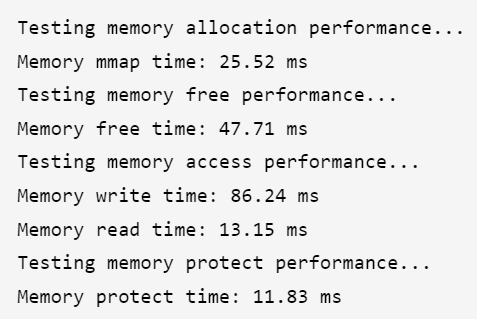 Testing memory allocation performance...
Memory mmap time: 25.52 ms
Testing memory free performance...
Memory free time: 47.71 ms
Testing memory access performance...
Memory write time: 86.24 ms
Memory read time: 13.15 ms
Testing memory protect performance...
Memory protect time: 11.83 ms